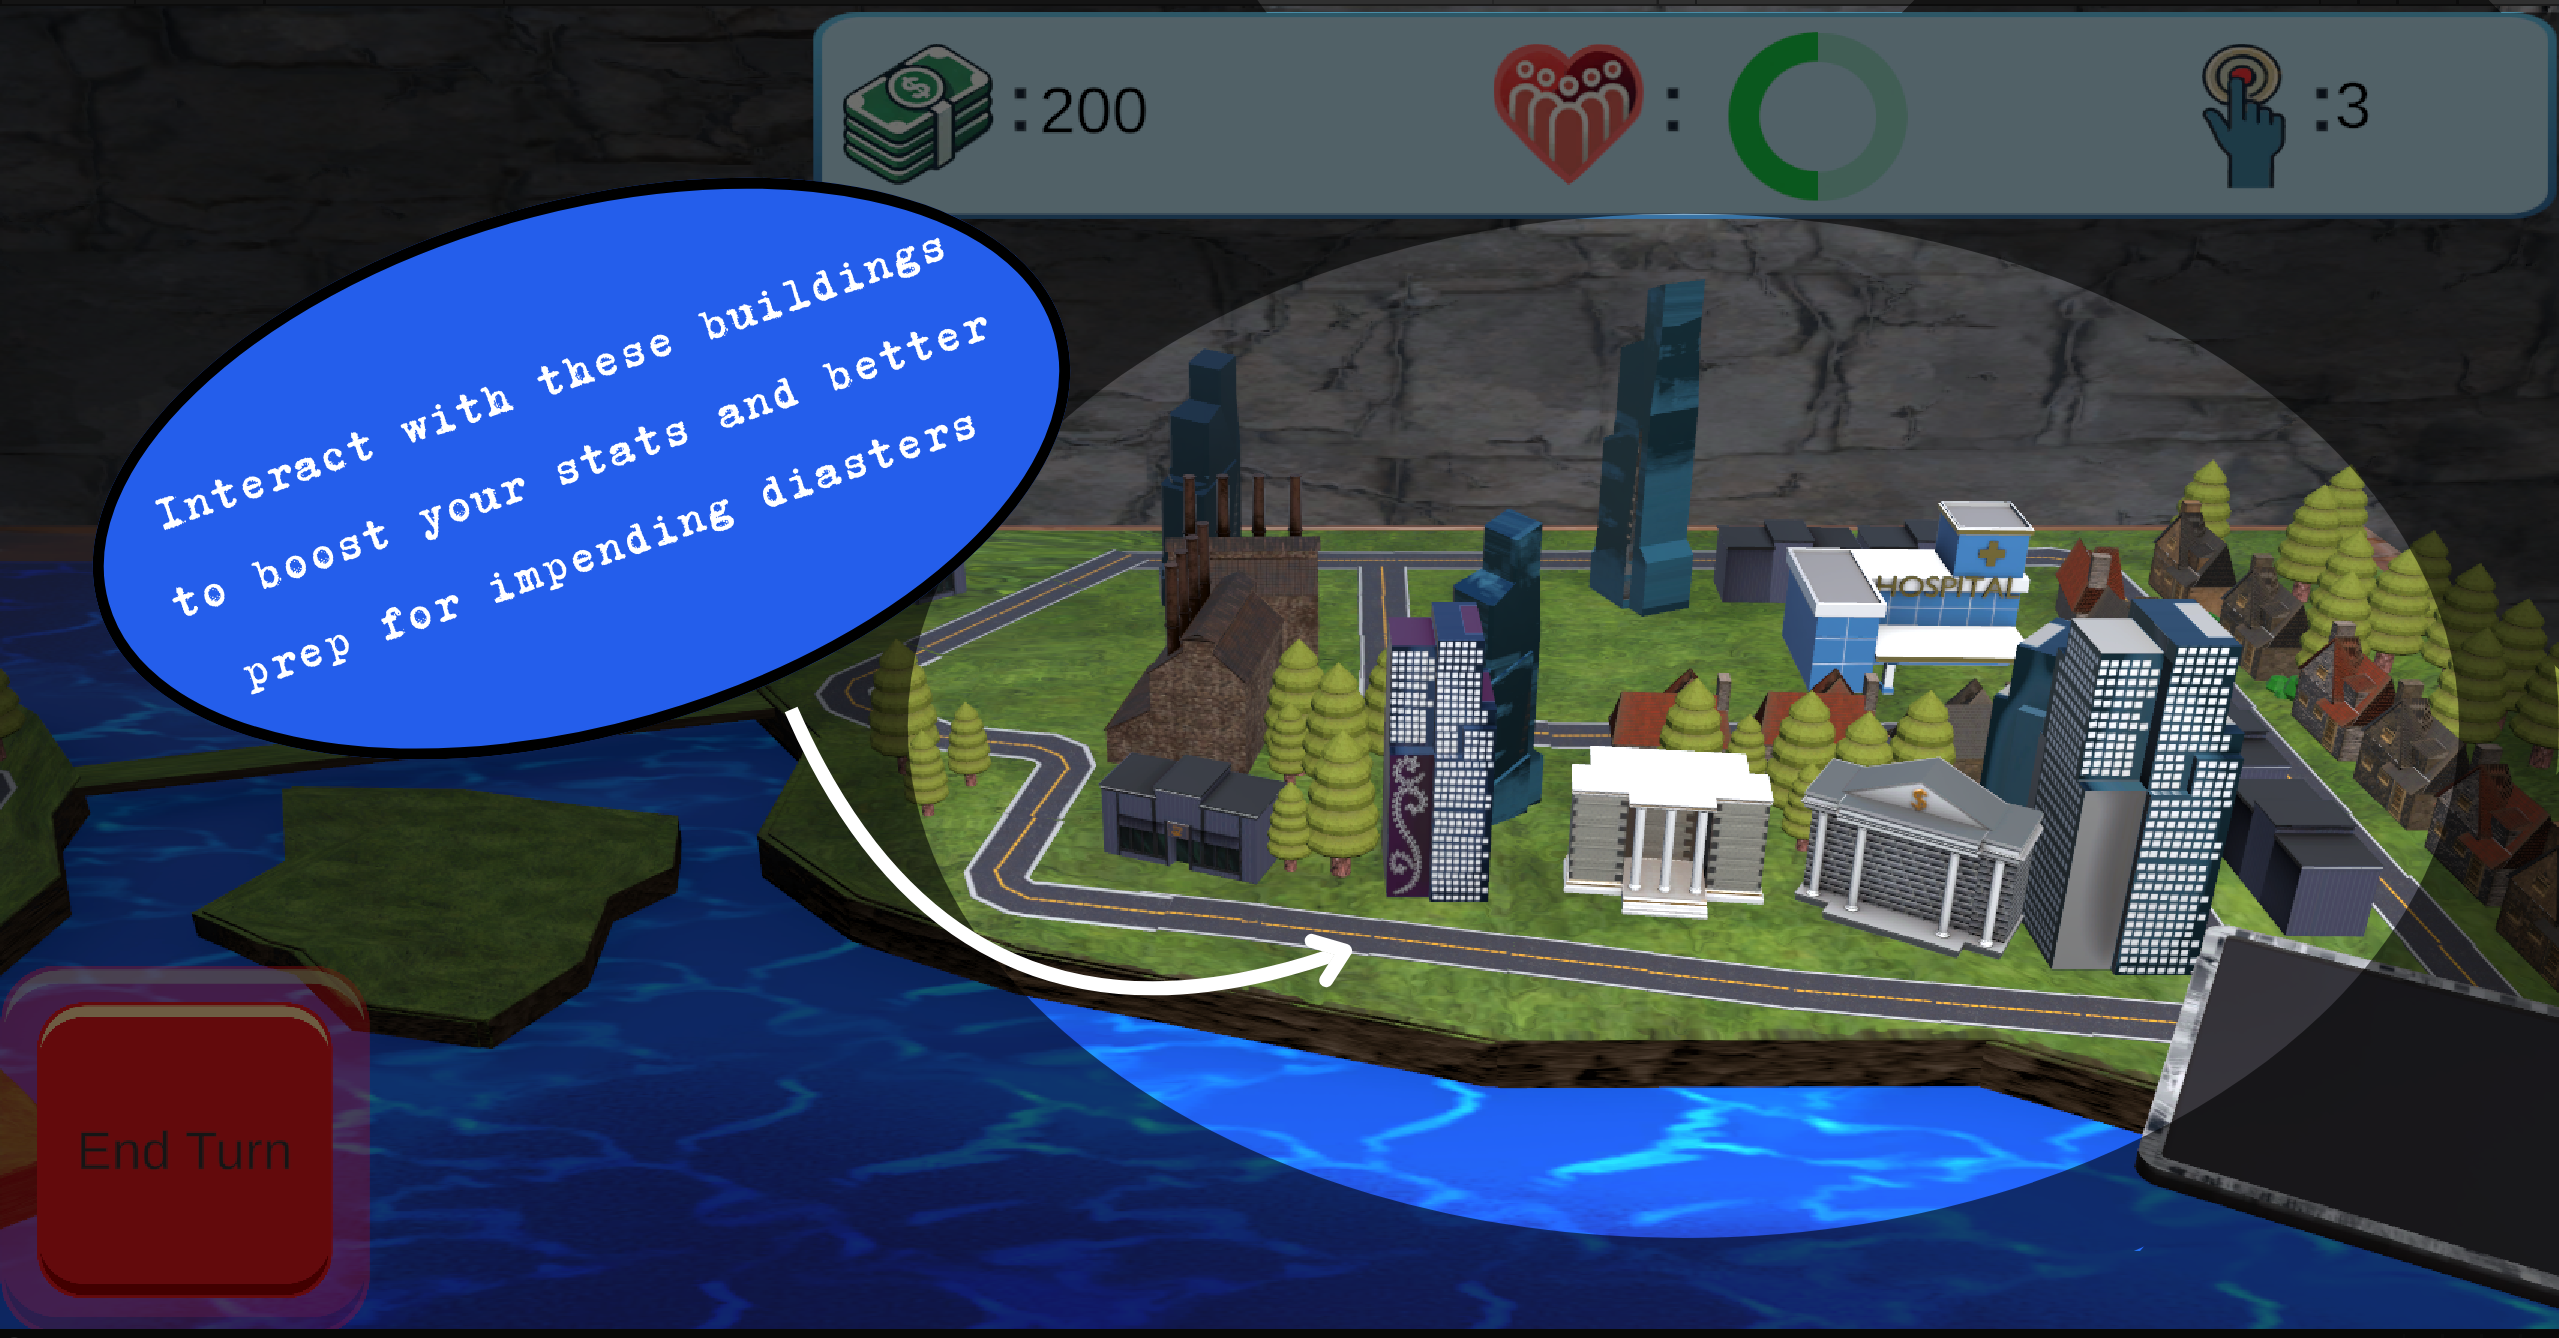 :200
:
:3
Interact with these buildings
to boost your stats and better
prep for impending diasters
HOSPITAL
End Turn